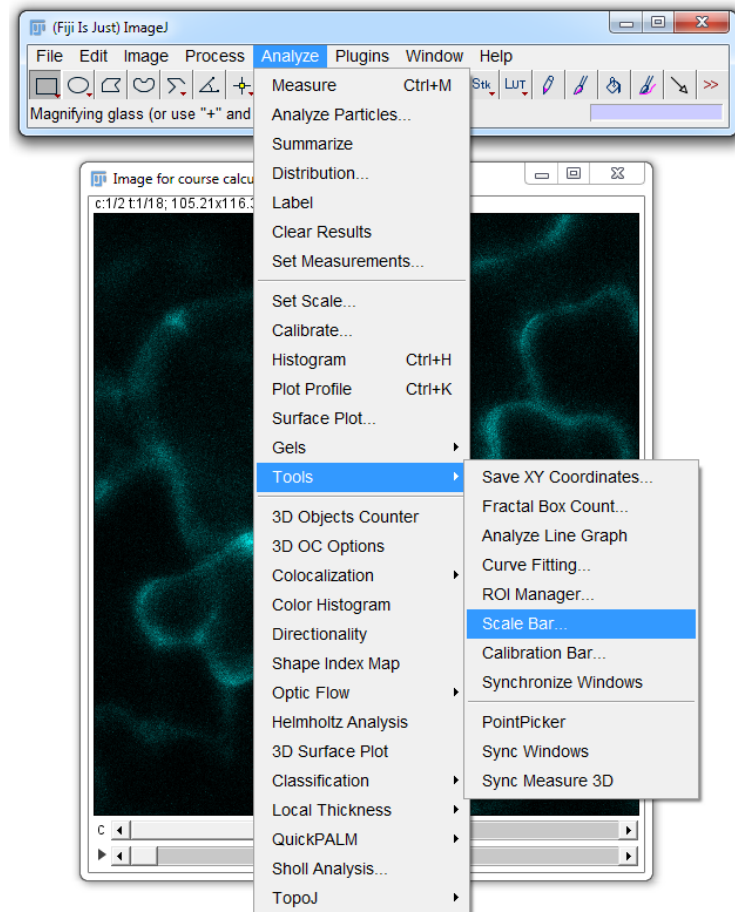 (Fiji Is Just) ImageJ
File Edit Image Process Analyze Plugins Window Help
Stk LUT >>
Magnifying glass (or use "+" and
Measure Ctrl+M
Analyze Particles...
Summarize
Distribution...
Label
Clear Results
Set Measurements...
Set Scale...
Calibrate...
Histogram Ctrl+H
Plot Profile Ctrl+K
Surface Plot...
Gels
Tools
3D Objects Counter
3D OC Options
Colocalization
Color Histogram
Directionality
Shape Index Map
Optic Flow
Helmholtz Analysis
3D Surface Plot
Classification
Local Thickness
QuickPALM
Sholl Analysis...
TopoJ
Save XY Coordinates...
Fractal Box Count...
Analyze Line Graph
Curve Fitting...
ROI Manager...
Scale Bar...
Calibration Bar...
Synchronize Windows
PointPicker
Sync Windows
Sync Measure 3D
Image for course calcu
c:1/2 t:1/18; 105.21x116.3
c